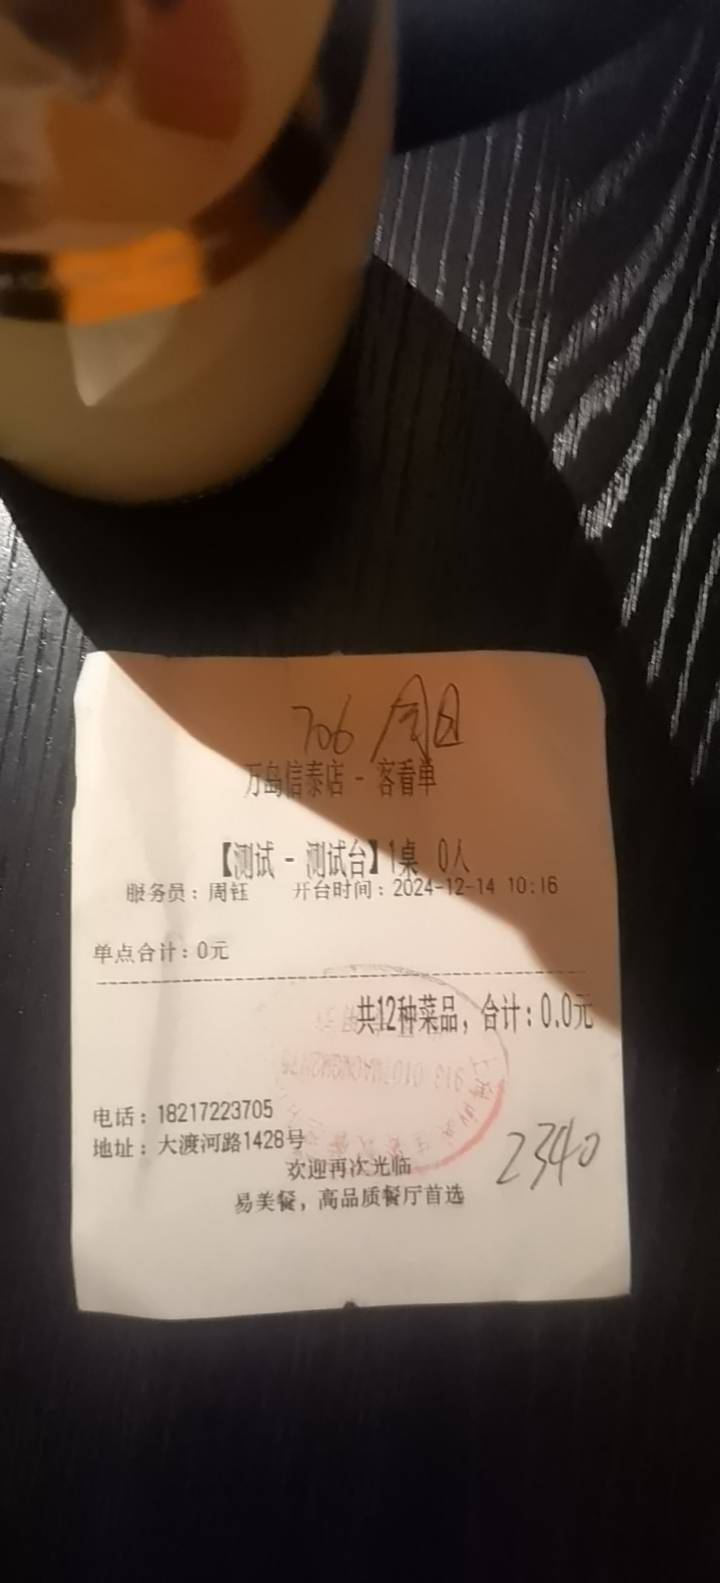 706 周日
万岛信泰店 - 客看单
【测试 - 测试台】1桌 0人
服务员：周钰 开台时间：2024-12-14 10:16
单点合计：0元
共12种菜品，合计：0.0元
电话：18217223705
地址：大渡河路1428号
2340
欢迎再次光临
易美餐，高品质餐厅首选